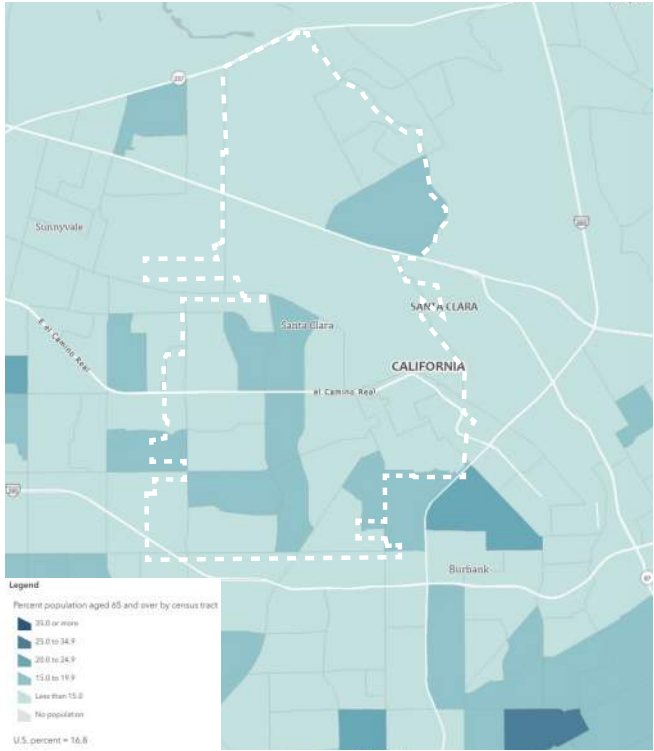 237
Sunnyvale
SANTA CLARA
Santa Clara
E el Camino Real
CALIFORNIA
el Camino Real
Burbank
87
Legend
Percent population aged 65 and over by census tract
35.0 or more
25.0 to 34.9
20.0 to 24.9
15.0 to 19.9
Less than 15.0
No population
U.S. percent = 16.8